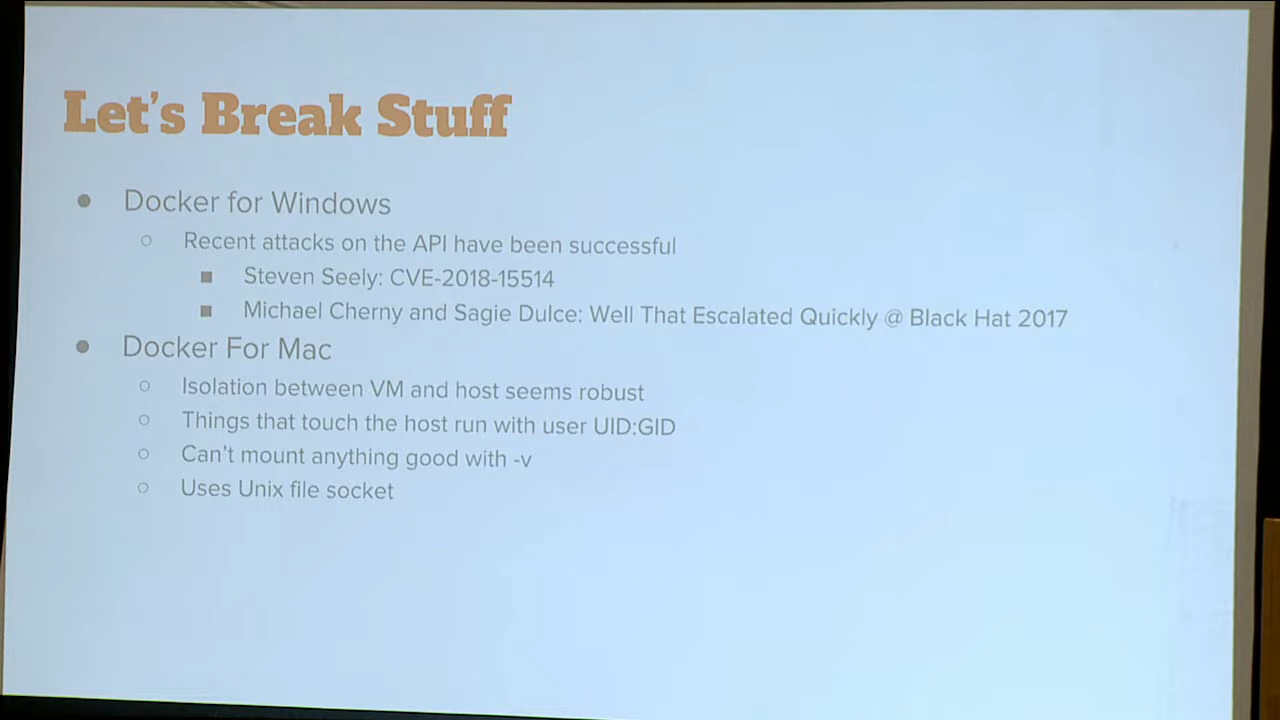 Let's Break Stuff
● Docker for Windows
○ Recent attacks on the API have been successful
■ Steven Seely: CVE-2018-15514
■ Michael Cherny and Sagie Dulce: Well That Escalated Quickly @ Black Hat 2017
● Docker For Mac
○ Isolation between VM and host seems robust
○ Things that touch the host run with user UID:GID
○ Can't mount anything good with -v
○ Uses Unix file socket